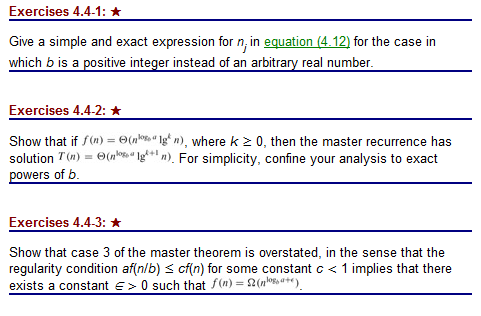 Exercises 4.4-1: ★
Give a simple and exact expression for nⱼ in equation (4.12) for the case in
which b is a positive integer instead of an arbitrary real number.
Exercises 4.4-2: ★
Show that if f(n) = Θ(n^{log_b a} lg^k n), where k ≥ 0, then the master recurrence has
solution T(n) = Θ(n^{log_b a} lg^{k+1} n). For simplicity, confine your analysis to exact
powers of b.
Exercises 4.4-3: ★
Show that case 3 of the master theorem is overstated, in the sense that the
regularity condition af(n/b) ≤ cf(n) for some constant c < 1 implies that there
exists a constant ∈ > 0 such that f(n) = Ω(n^{log_b a+ϵ}).